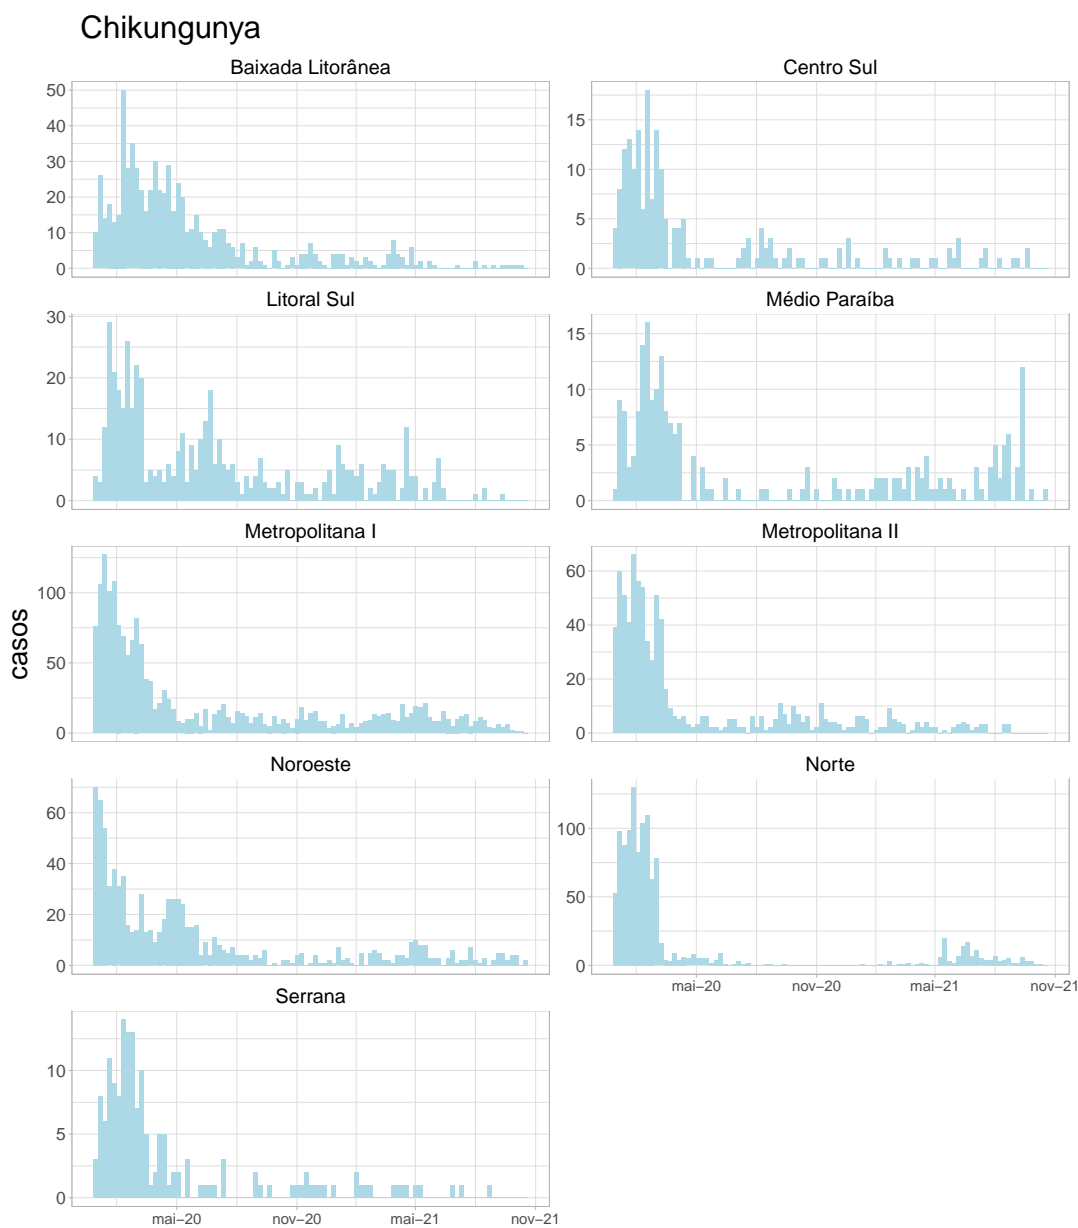 Chikungunya
Baixada Litorânea
Centro Sul
50
40
30
20
10
0
15
10
5
0
Litoral Sul
Médio Paraíba
30
20
10
0
15
10
5
0
Metropolitana I
Metropolitana II
100
50
0
60
40
20
0
casos
Noroeste
Norte
60
40
20
0
100
50
0
mai–20 nov–20 mai–21 nov–21
Serrana
10
5
0
mai–20 nov–20 mai–21 nov–21